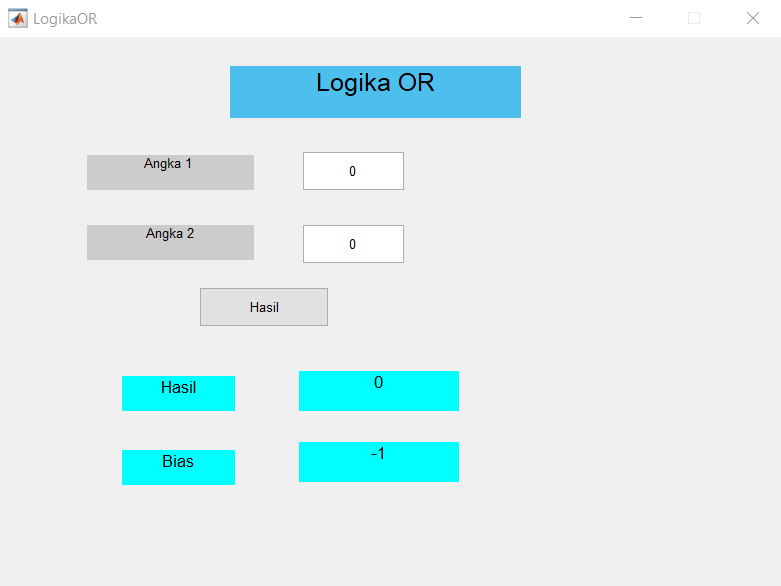 LogikaOR
Logika OR
Angka 1
0
Angka 2
0
Hasil
Hasil
0
Bias
-1